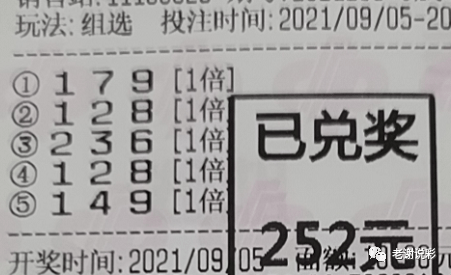 玩法:组选 投注时间:2021/09/05-20
① 1 7 9 [1倍]
② 1 2 8 [1倍]
③ 2 3 6 [1倍]
④ 1 2 8 [1倍]
⑤ 1 4 9 [1倍]
已兑奖
252元
开奖时间:2021/09/05
老谢说彩